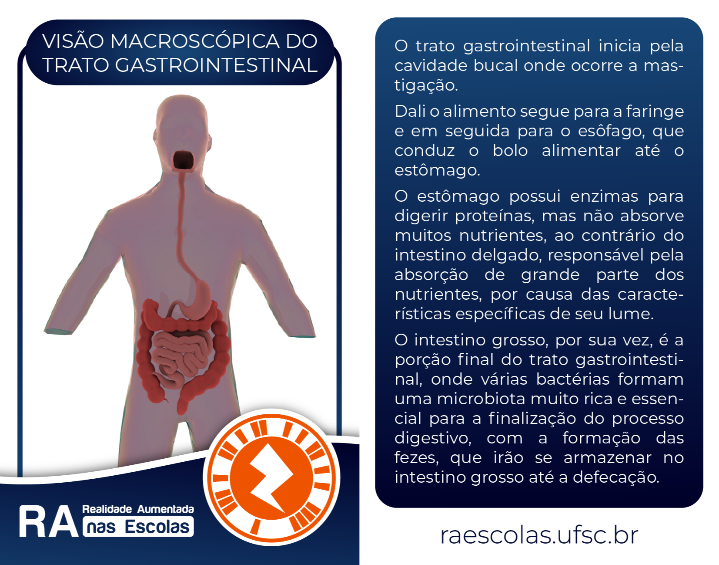 VISÃO MACROSCÓPICA DO
TRATO GASTROINTESTINAL
RA
Realidade Aumentada
nas Escolas
O trato gastrointestinal inicia pela
cavidade bucal onde ocorre a mas-
tigação.
Dali o alimento segue para a faringe
e em seguida para o esôfago, que
conduz o bolo alimentar até o
estômago.
O estômago possui enzimas para
digerir proteínas, mas não absorve
muitos nutrientes, ao contrário do
intestino delgado, responsável pela
absorção de grande parte dos
nutrientes, por causa das caracte-
rísticas específicas de seu lume.
O intestino grosso, por sua vez, é a
porção final do trato gastrointesti-
nal, onde várias bactérias formam
uma microbiota muito rica e essen-
cial para a finalização do processo
digestivo, com a formação das
fezes, que irão se armazenar no
intestino grosso até a defecação.
raescolas.ufsc.br